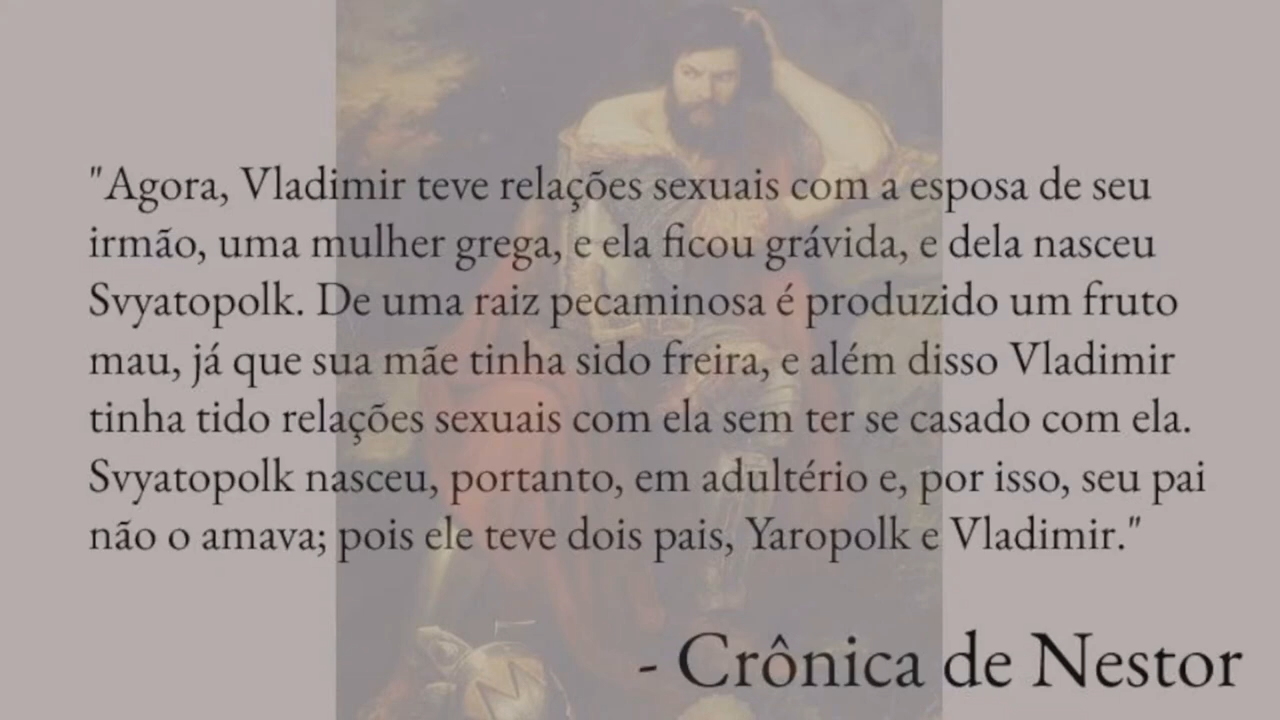 "Agora, Vladimir teve relações sexuais com a esposa de seu
irmão, uma mulher grega, e ela ficou grávida, e dela nasceu
Svyatopolk. De uma raiz pecaminosa é produzido um fruto
mau, já que sua mãe tinha sido freira, e além disso Vladimir
tinha tido relações sexuais com ela sem ter se casado com ela.
Svyatopolk nasceu, portanto, em adultério e, por isso, seu pai
não o amava; pois ele teve dois pais, Yaropolk e Vladimir."
- Crônica de Nestor